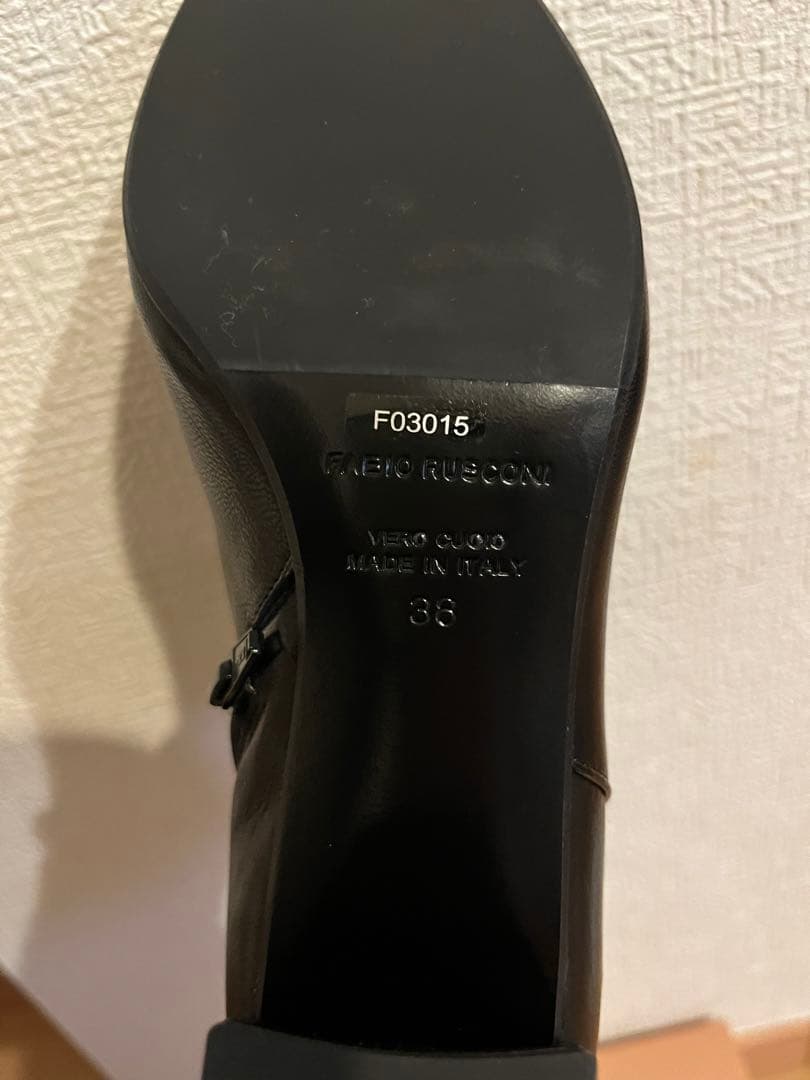 F03015
FABIO RUSCONI
VERO CUOIO
MADE IN ITALY
38